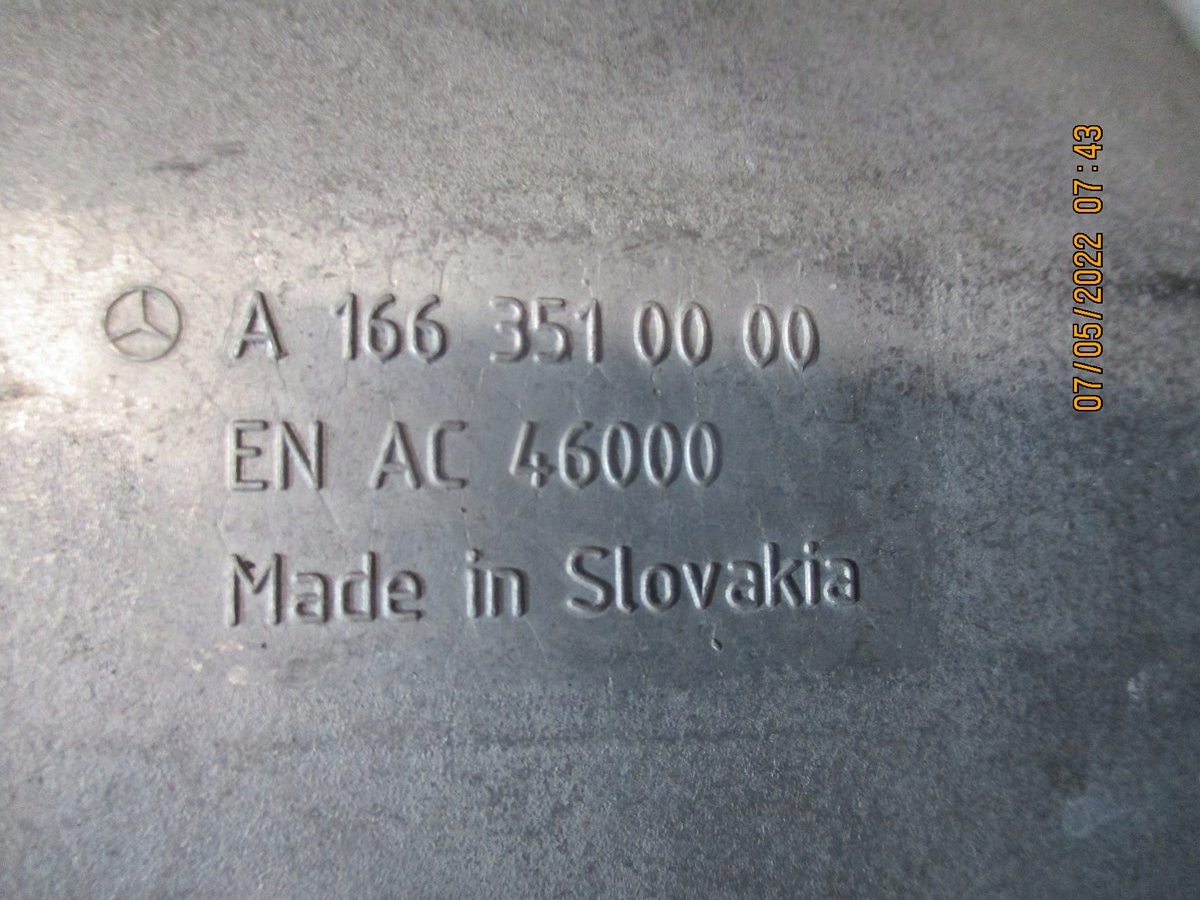 A 166 351 00 00
EN AC 46000
Made in Slovakia
07/05/2022 07:43